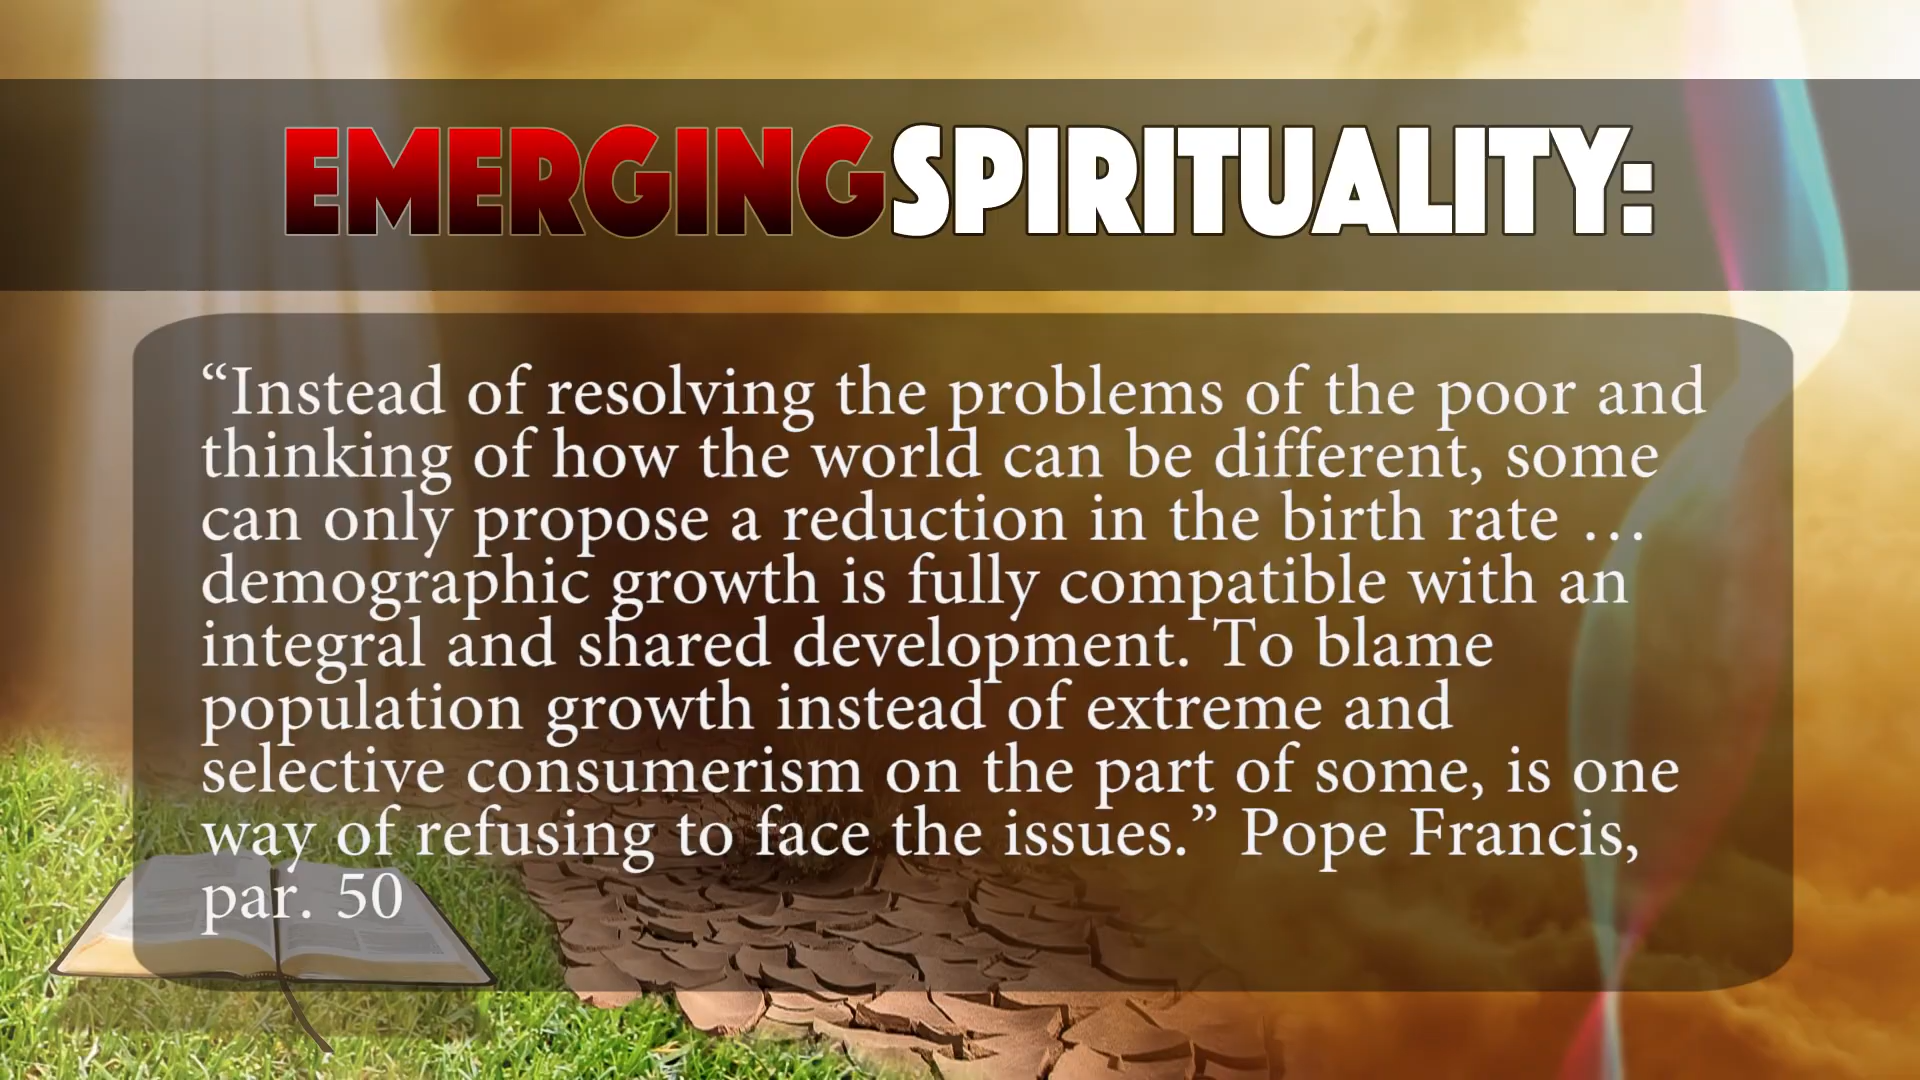 EMERGING SPIRITUALITY:
“Instead of resolving the problems of the poor and
thinking of how the world can be different, some
can only propose a reduction in the birth rate …
demographic growth is fully compatible with an
integral and shared development. To blame
population growth instead of extreme and
selective consumerism on the part of some, is one
way of refusing to face the issues.” Pope Francis,
par. 50